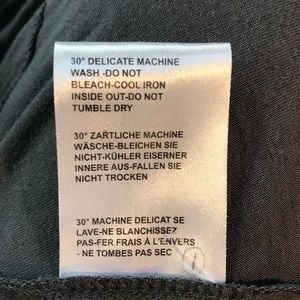 30° DELICATE MACHINE
WASH -DO NOT
BLEACH-COOL IRON
INSIDE OUT-DO NOT
TUMBLE DRY
30° ZAŘTLICHE MACHINE
WÄSCHE-BLEICHEN SIE
NICHT-KÜHLER EISERNER
INNERE AUS-FALLEN SIE
NICHT TROCKEN
30° MACHINE DELICAT SE
LAVE-NE BLANCHISSEZ
PAS-FER FRAIS À L'ENVERS
- NE TOMBES PAS SEC